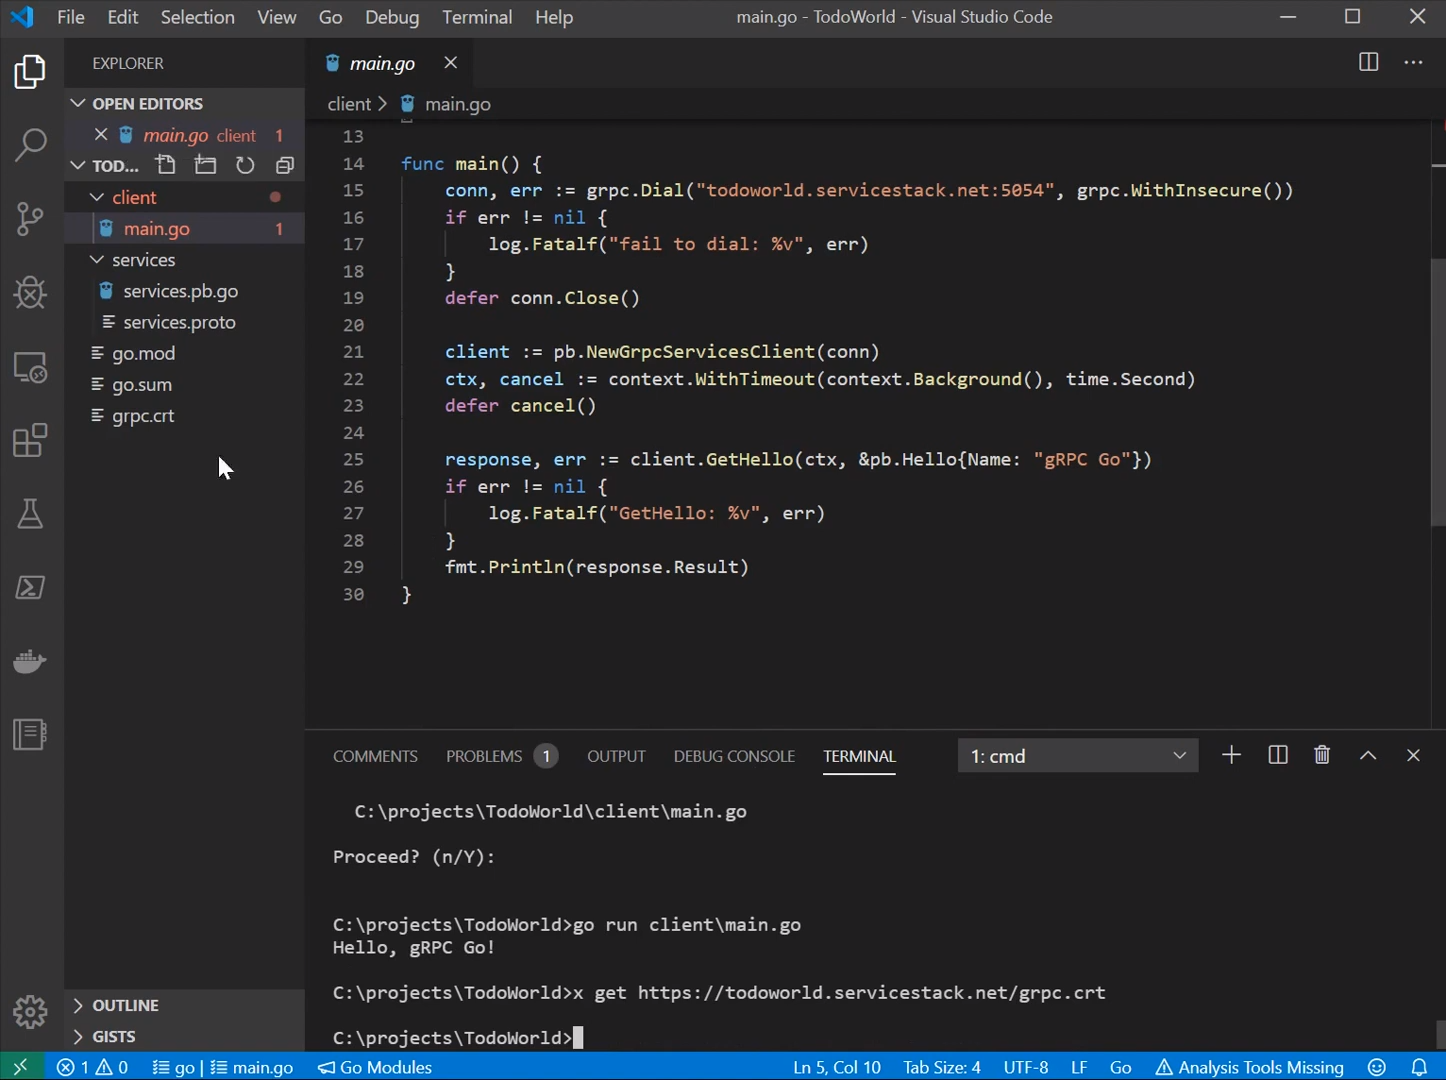 File Edit Selection View Go Debug Terminal Help
main.go - TodoWorld - Visual Studio Code
EXPLORER
OPEN EDITORS
main.go client 1
TOD...
client
main.go 1
services
services.pb.go
services.proto
go.mod
go.sum
grpc.crt
OUTLINE
GISTS
main.go
client > main.go
13
14 func main() {
15 conn, err := grpc.Dial("todoworld.servicestack.net:5054", grpc.WithInsecure())
16 if err != nil {
17 log.Fatalf("fail to dial: %v", err)
18 }
19 defer conn.Close()
20
21 client := pb.NewGrpcServicesClient(conn)
22 ctx, cancel := context.WithTimeout(context.Background(), time.Second)
23 defer cancel()
24
25 response, err := client.GetHello(ctx, &pb.Hello{Name: "gRPC Go"})
26 if err != nil {
27 log.Fatalf("GetHello: %v", err)
28 }
29 fmt.Println(response.Result)
30 }
COMMENTS PROBLEMS 1 OUTPUT DEBUG CONSOLE TERMINAL 1: cmd
C:\projects\TodoWorld\client\main.go
Proceed? (n/Y):
C:\projects\TodoWorld>go run client\main.go
Hello, gRPC Go!
C:\projects\TodoWorld>x get https://todoworld.servicestack.net/grpc.crt
C:\projects\TodoWorld>
1 0 go | main.go Go Modules Ln 5, Col 10 Tab Size: 4 UTF-8 LF Go Analysis Tools Missing